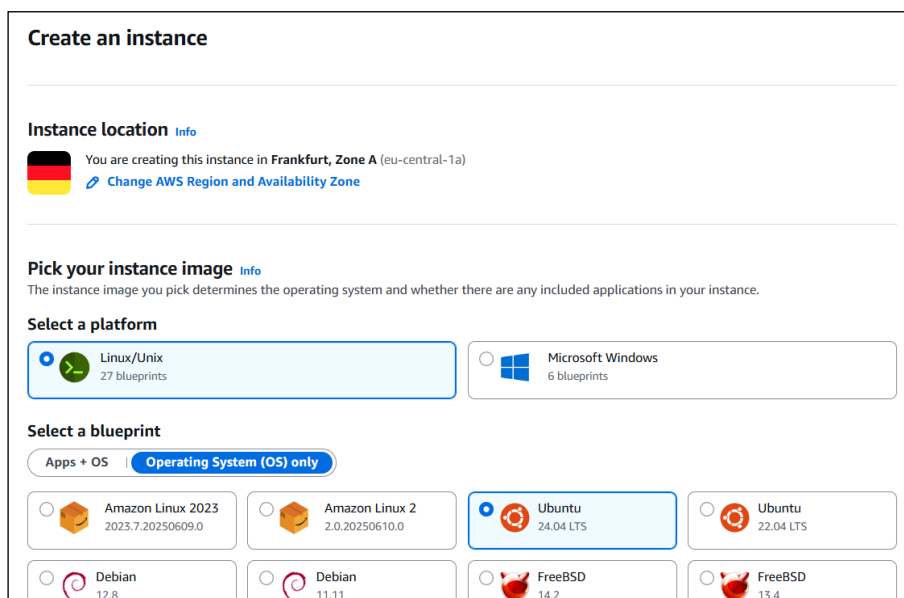 Create an instance
Instance location Info
You are creating this instance in Frankfurt, Zone A (eu-central-1a)
Change AWS Region and Availability Zone
Pick your instance image Info
The instance image you pick determines the operating system and whether there are any included applications in your instance.
Select a platform
Linux/Unix
27 blueprints
Microsoft Windows
6 blueprints
Select a blueprint
Apps + OS | Operating System (OS) only
Amazon Linux 2023
2023.7.20250609.0
Amazon Linux 2
2.0.20250610.0
Ubuntu
24.04 LTS
Ubuntu
22.04 LTS
Debian
12.8
Debian
11.11
FreeBSD
14.2
FreeBSD
13.4